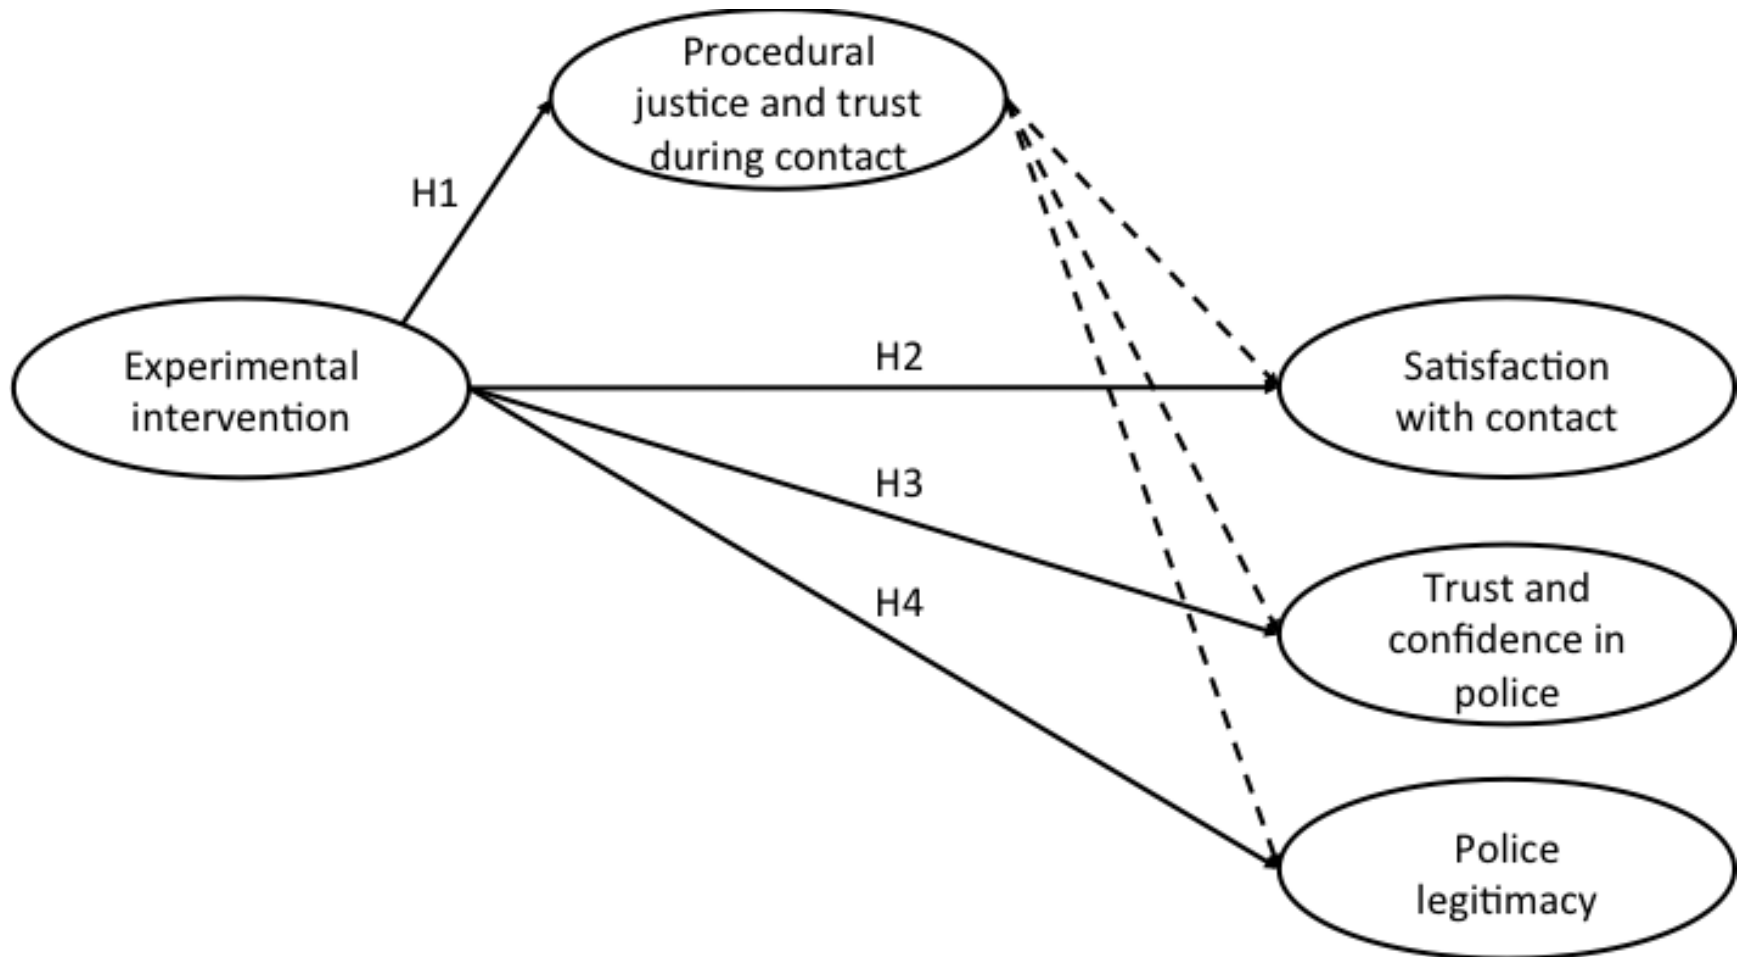 Procedural
justice and trust
during contact
H1
Experimental
intervention
H2
Satisfaction
with contact
H3
Trust and
confidence in
police
H4
Police
legitimacy